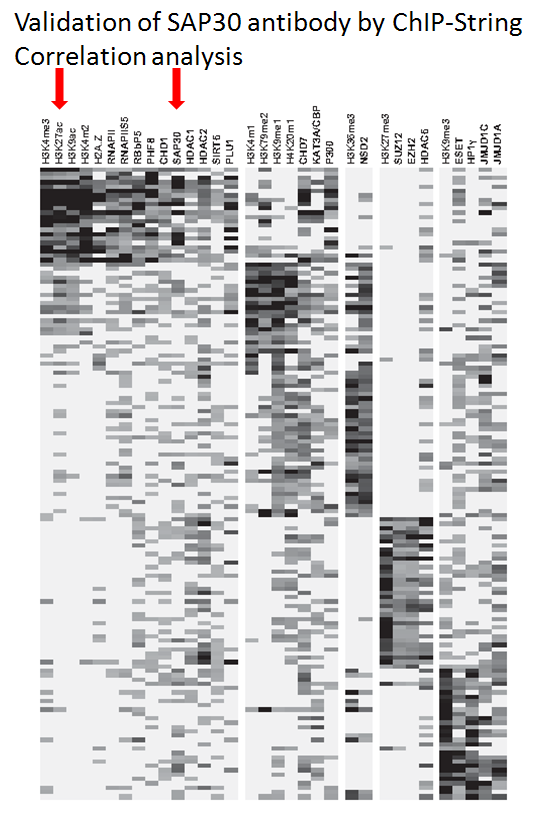 Validation of SAP30 antibody by ChIP-String
Correlation analysis
H3K4me3
H3K27ac
H3K9ac
H3K4m2
H2A.Z
RNAPII
RNAPIIS5
RBbP5
PHF8
CHD1
SAP30
HDAC1
HDAC2
SIRT6
PLU1
H3K4m1
H3K79me2
H3K9me1
H4K20m1
CHD7
KAT3A/CBP
P300
H3K36me3
NSD2
H3K27me3
SUZ12
EZH2
HDAC6
H3K9me3
ESET
HP1γ
JMJD1C
JMJD1A